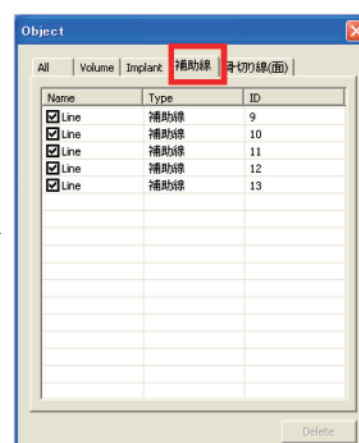 Object
All Volume Implant 補助線 骨切り線(面)
Name Type ID
Line 補助線 9
Line 補助線 10
Line 補助線 11
Line 補助線 12
Line 補助線 13
Delete